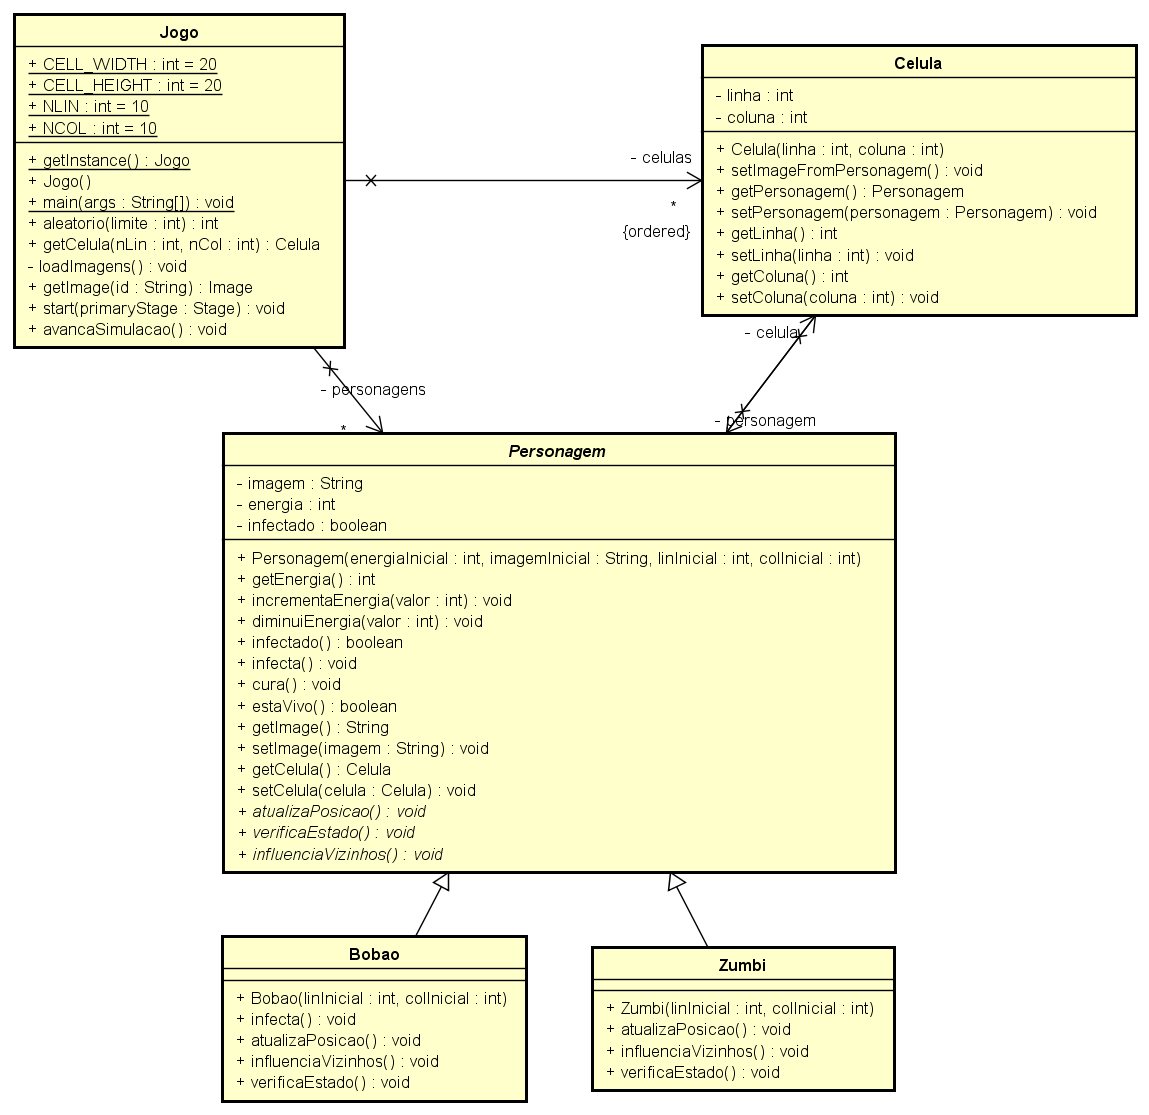 Jogo
+ CELL_WIDTH : int = 20
+ CELL_HEIGHT : int = 20
+ NLIN : int = 10
+ NCOL : int = 10
+ getInstance() : Jogo
+ Jogo()
+ main(args : String[]) : void
+ aleatorio(limite : int) : int
+ getCelula(nLin : int, nCol : int) : Celula
- loadImagens() : void
+ getImage(id : String) : Image
+ start(primaryStage : Stage) : void
+ avancaSimulacao() : void
- celulas
*
{ordered}
Celula
- linha : int
- coluna : int
+ Celula(linha : int, coluna : int)
+ setImageFromPersonagem() : void
+ getPersonagem() : Personagem
+ setPersonagem(personagem : Personagem) : void
+ getLinha() : int
+ setLinha(linha : int) : void
+ getColuna() : int
+ setColuna(coluna : int) : void
- celula
- personagens
- personagem
*
Personagem
- imagem : String
- energia : int
- infectado : boolean
+ Personagem(energiaInicial : int, imagemInicial : String, linInicial : int, colInicial : int)
+ getEnergia() : int
+ incrementaEnergia(valor : int) : void
+ diminuiEnergia(valor : int) : void
+ infectado() : boolean
+ infecta() : void
+ cura() : void
+ estaVivo() : boolean
+ getImage() : String
+ setImage(imagem : String) : void
+ getCelula() : Celula
+ setCelula(celula : Celula) : void
+ atualizaPosicao() : void
+ verificaEstado() : void
+ influenciaVizinhos() : void
Bobao
+ Bobao(linInicial : int, colInicial : int)
+ infecta() : void
+ atualizaPosicao() : void
+ influenciaVizinhos() : void
+ verificaEstado() : void
Zumbi
+ Zumbi(linInicial : int, colInicial : int)
+ atualizaPosicao() : void
+ influenciaVizinhos() : void
+ verificaEstado() : void